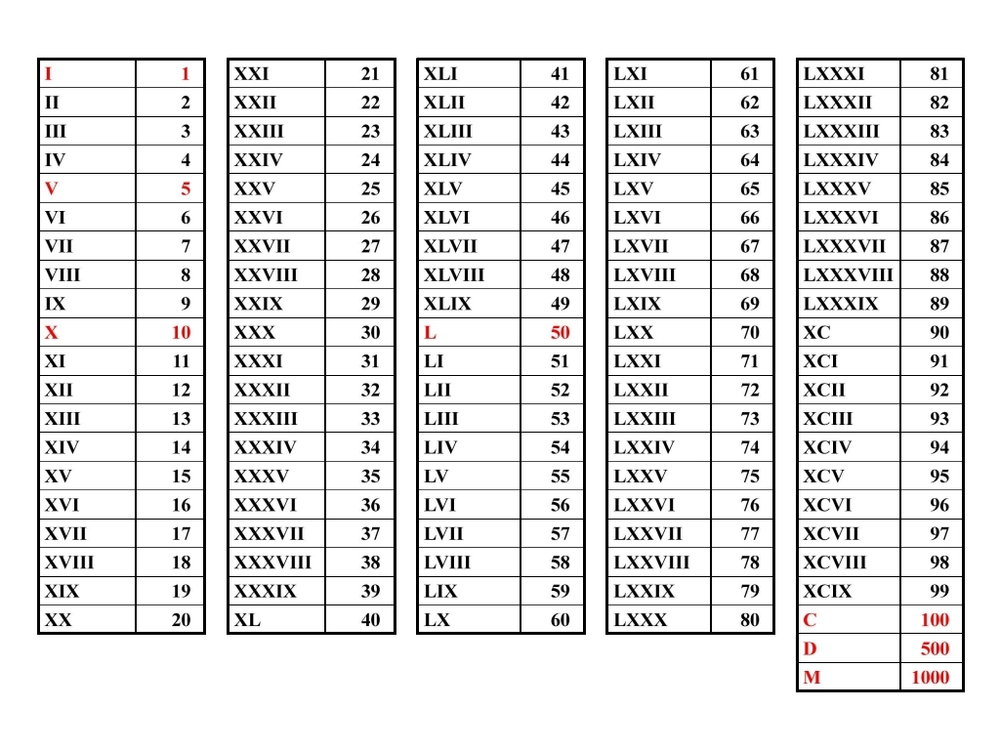 I 1
II 2
III 3
IV 4
V 5
VI 6
VII 7
VIII 8
IX 9
X 10
XI 11
XII 12
XIII 13
XIV 14
XV 15
XVI 16
XVII 17
XVIII 18
XIX 19
XX 20
XXI 21
XXII 22
XXIII 23
XXIV 24
XXV 25
XXVI 26
XXVII 27
XXVIII 28
XXIX 29
XXX 30
XXXI 31
XXXII 32
XXXIII 33
XXXIV 34
XXXV 35
XXXVI 36
XXXVII 37
XXXVIII 38
XXXIX 39
XL 40
XLI 41
XLII 42
XLIII 43
XLIV 44
XLV 45
XLVI 46
XLVII 47
XLVIII 48
XLIX 49
L 50
LI 51
LII 52
LIII 53
LIV 54
LV 55
LVI 56
LVII 57
LVIII 58
LIX 59
LX 60
LXI 61
LXII 62
LXIII 63
LXIV 64
LXV 65
LXVI 66
LXVII 67
LXVIII 68
LXIX 69
LXX 70
LXXI 71
LXXII 72
LXXIII 73
LXXIV 74
LXXV 75
LXXVI 76
LXXVII 77
LXXVIII 78
LXXIX 79
LXXX 80
LXXXI 81
LXXXII 82
LXXXIII 83
LXXXIV 84
LXXXV 85
LXXXVI 86
LXXXVII 87
LXXXVIII 88
LXXXIX 89
XC 90
XCI 91
XCII 92
XCIII 93
XCIV 94
XCV 95
XCVI 96
XCVII 97
XCVIII 98
XCIX 99
C 100
D 500
M 1000